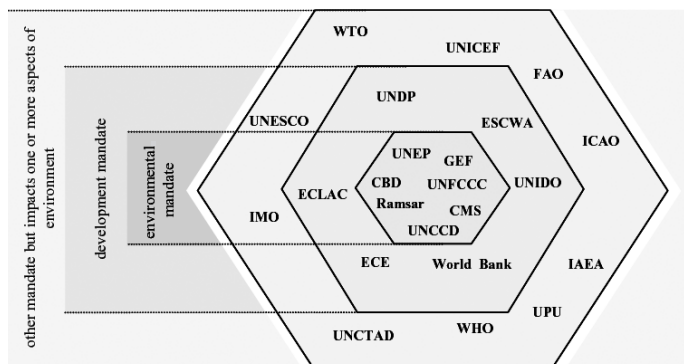 other mandate but impacts one or more aspects of
environment
development mandate
environmental
mandate
WTO
UNICEF
FAO
UNDP
UNESCO
ESCWA
ICAO
UNEP
GEF
CBD
UNFCCC
UNIDO
ECLAC
Ramsar
CMS
IMO
UNCCD
ECE
World Bank
IAEA
UPU
WHO
UNCTAD